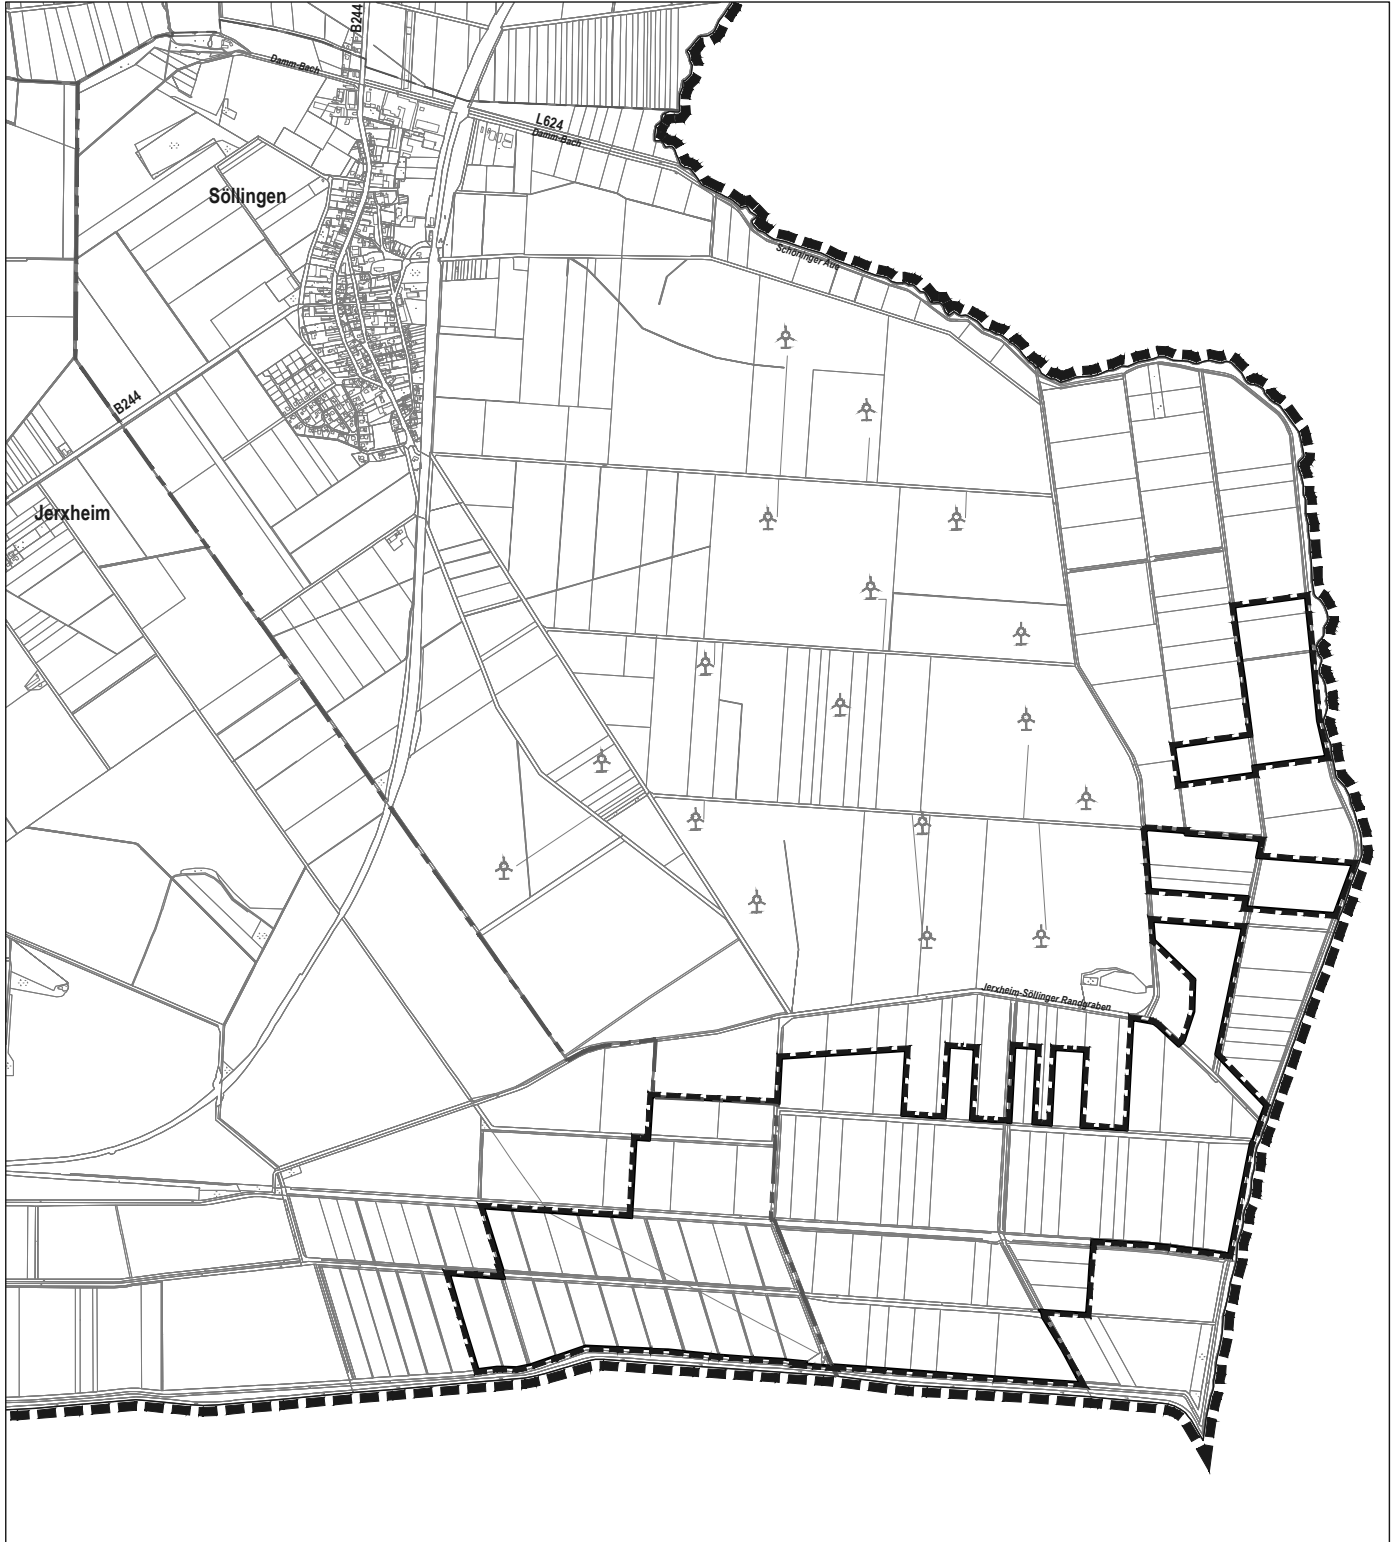 B244
Damm-Bach
L624
Damm-Bach
Söllingen
Schöninger Aue
B244
Jerxheim
Jerxheim-Söllinger Randgraben